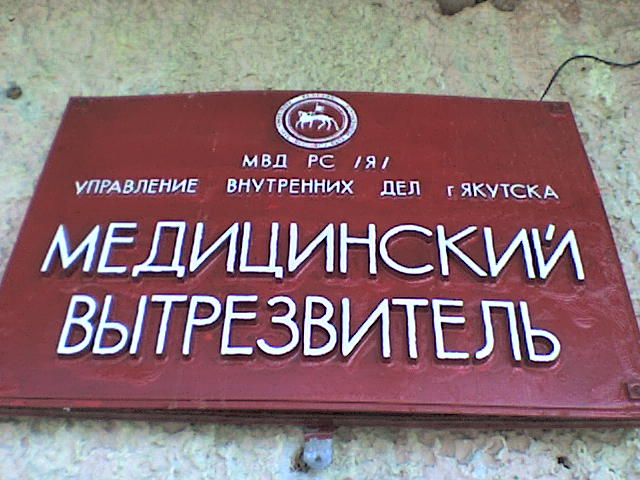 МВД РС /Я/
УПРАВЛЕНИЕ ВНУТРЕННИХ ДЕЛ г ЯКУТСКА
МЕДИЦИНСКИЙ
ВЫТРЕЗВИТЕЛЬ